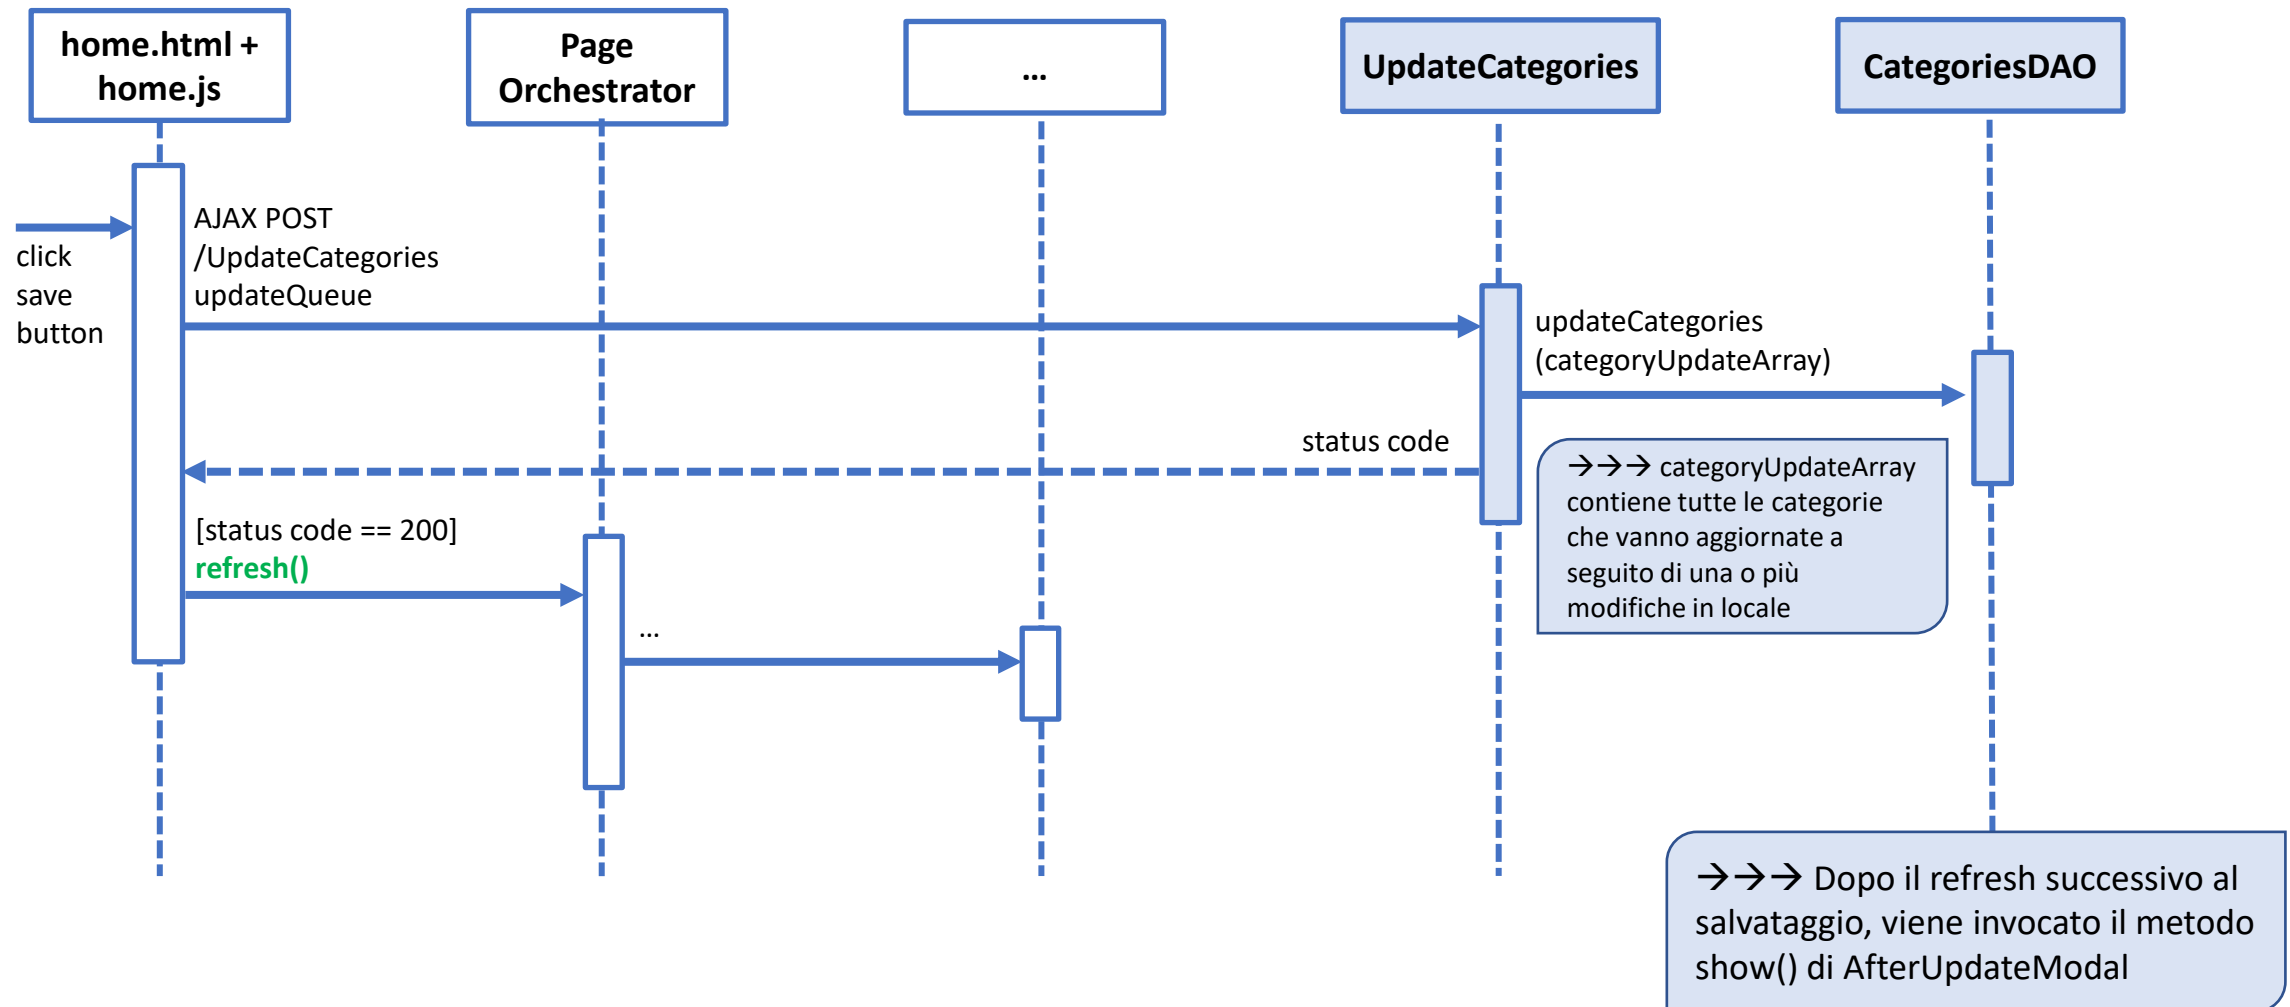 home.html +
home.js
Page
Orchestrator
...
UpdateCategories
CategoriesDAO
click
save
button
AJAX POST
/UpdateCategories
updateQueue
updateCategories
(categoryUpdateArray)
status code
→→→ categoryUpdateArray
contiene tutte le categorie
che vanno aggiornate a
seguito di una o più
modifiche in locale
[status code == 200]
refresh()
...
→→→ Dopo il refresh successivo al
salvataggio, viene invocato il metodo
show() di AfterUpdateModal